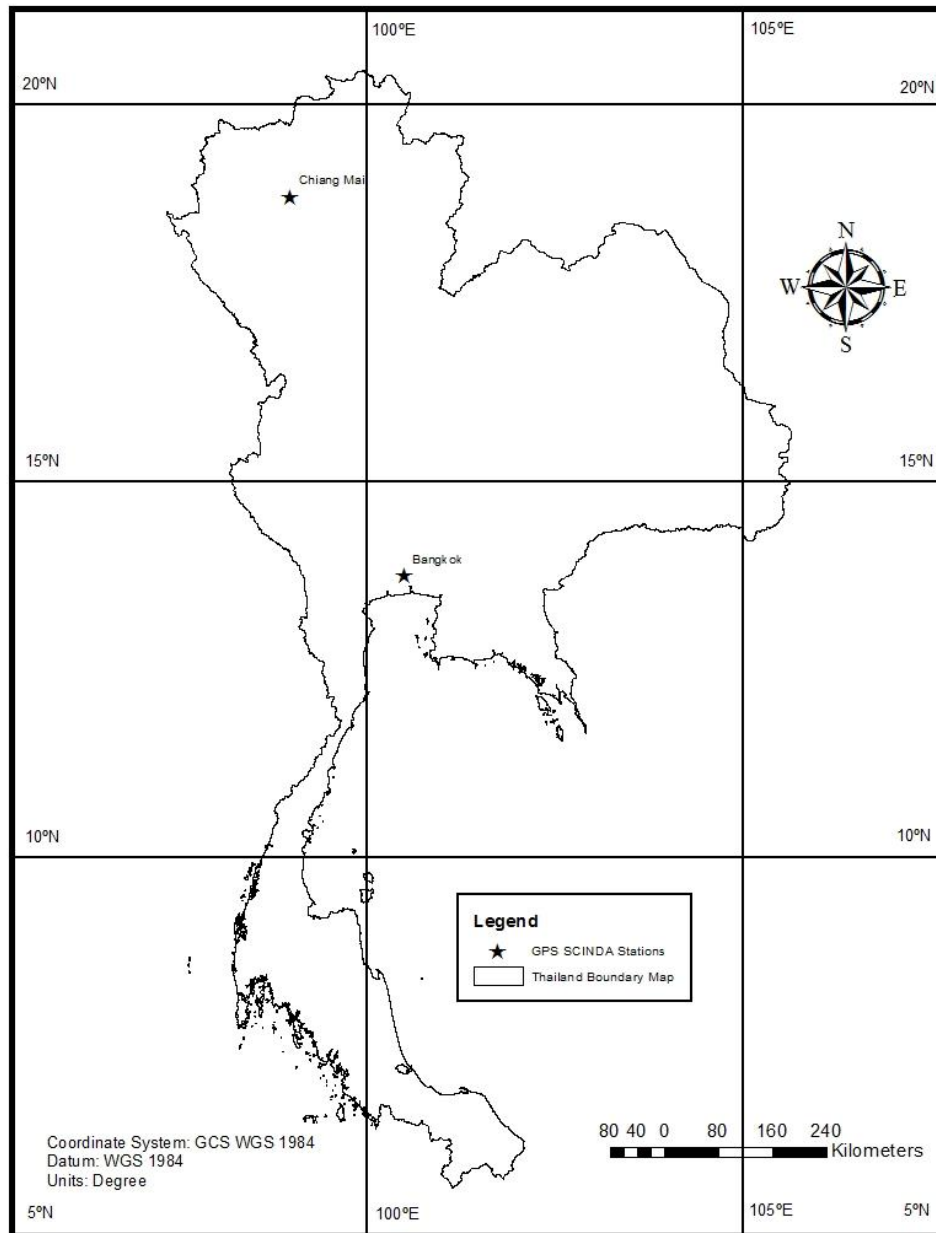 100ºE
105ºE
20ºN
20ºN
Chiang Mai
N
W
E
S
15ºN
15ºN
Bangkok
10ºN
10ºN
Legend
GPS SCINDA Stations
Thailand Boundary Map
80 40 0 80 160 240
Kilometers
Coordinate System: GCS WGS 1984
Datum: WGS 1984
Units: Degree
5ºN
100ºE
105ºE
5ºN